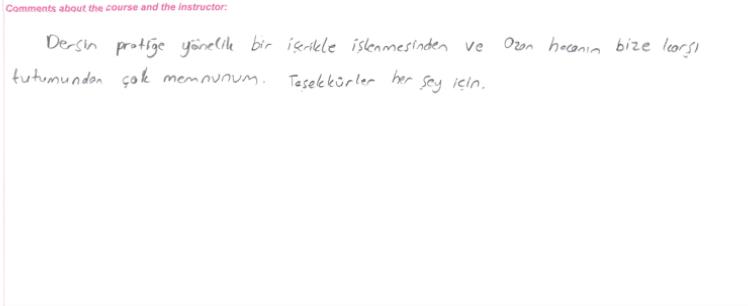 Comments about the course and the instructor:
Dersin pratiğe yönelik bir içerikle işlenmesinden ve Ozan hocanın bize karşı
tutumundan çok memnunum. Teşekkürler her şey için.